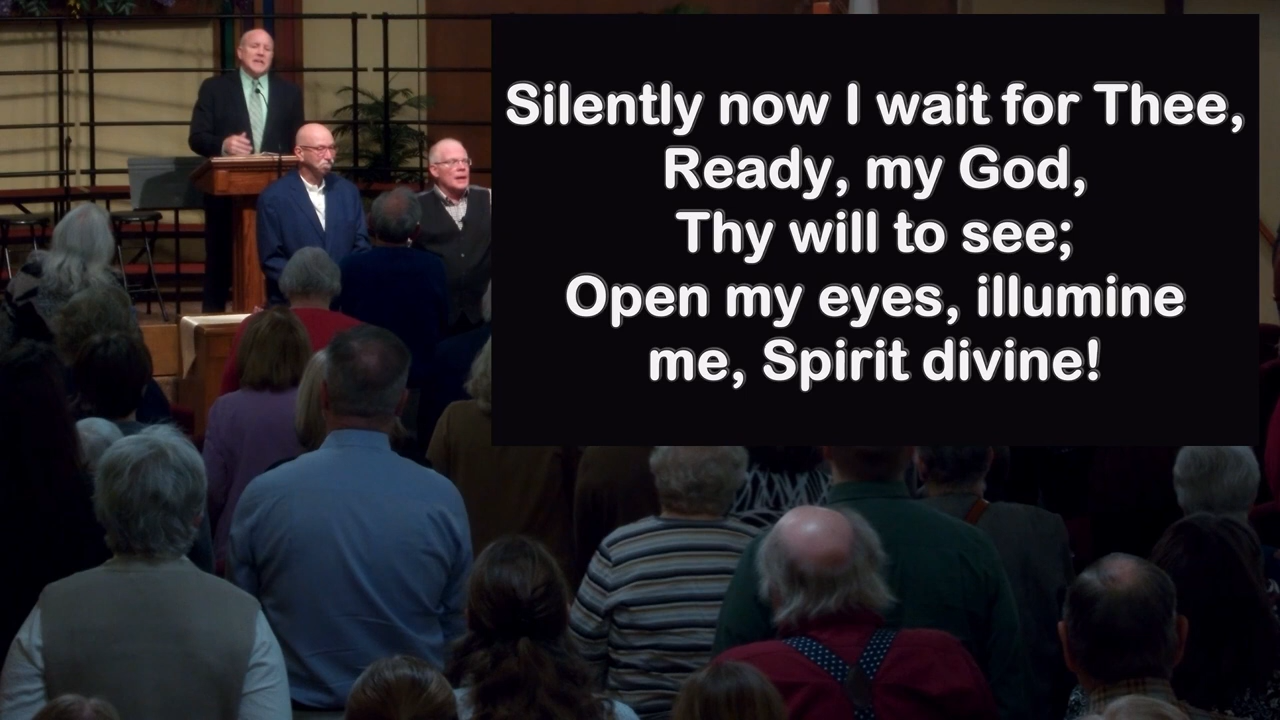 Silently now I wait for Thee,
Ready, my God,
Thy will to see;
Open my eyes, illumine
me, Spirit divine!